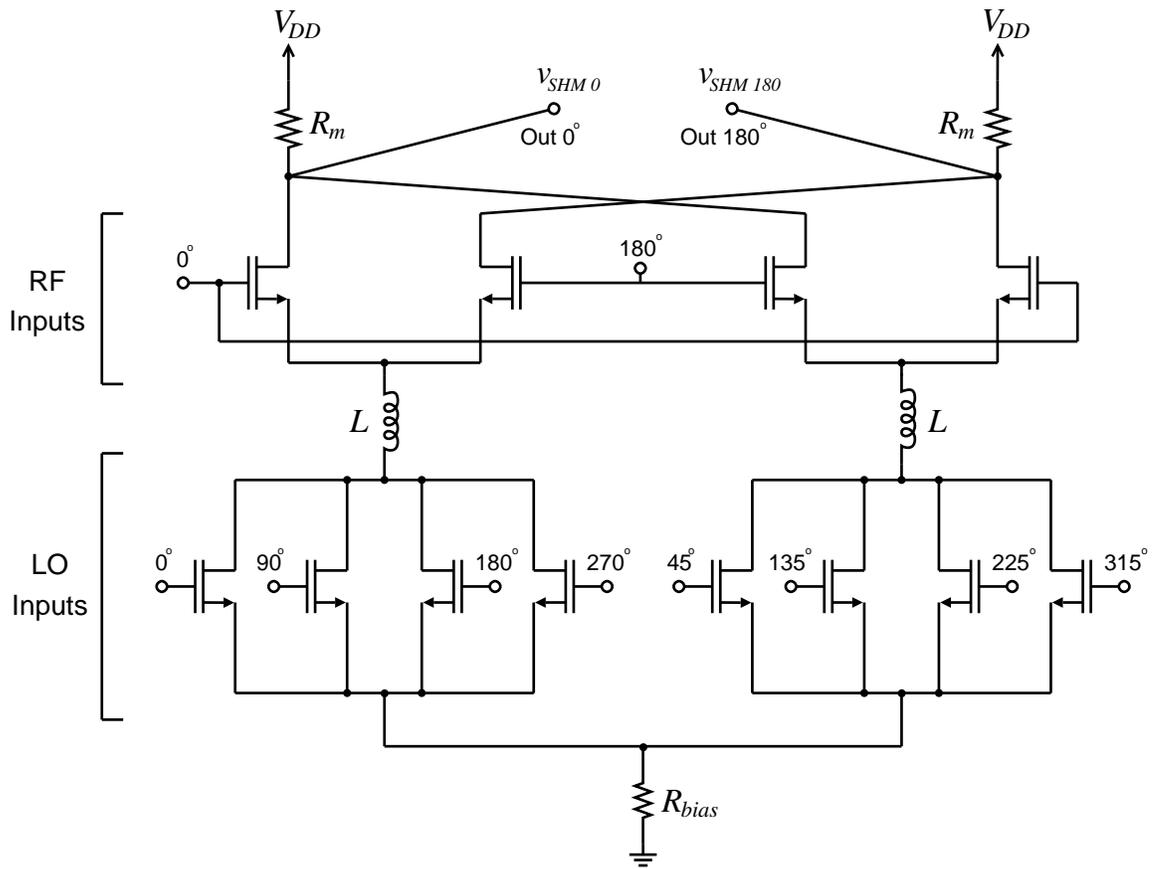 V_DD
V_DD
v_SHM 0
v_SHM 180
R_m
Out 0°
Out 180°
R_m
0°
180°
RF
Inputs
L
L
LO
Inputs
0°
90°
180°
270°
45°
135°
225°
315°
R_bias